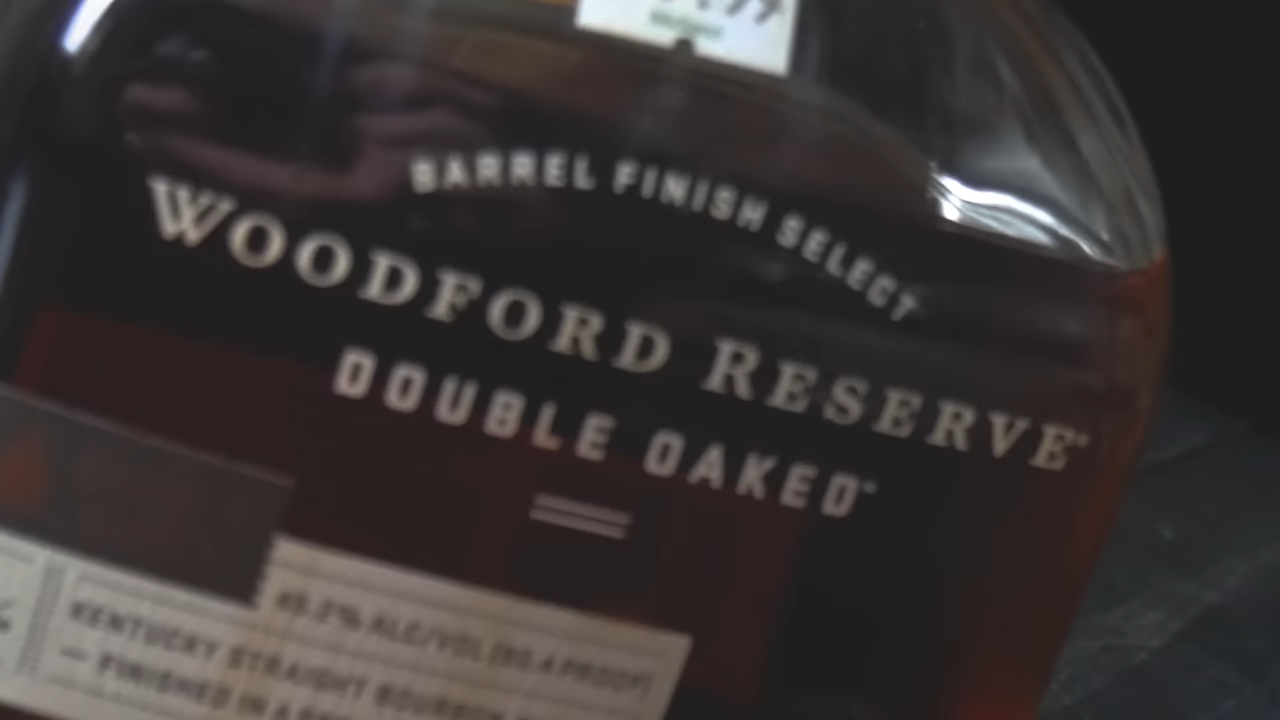 BARREL FINISH SELECT
WOODFORD RESERVE
DOUBLE OAKED
45.2% ALC/VOL (90.4 PROOF)
KENTUCKY STRAIGHT BOURBON
— FINISHED IN A